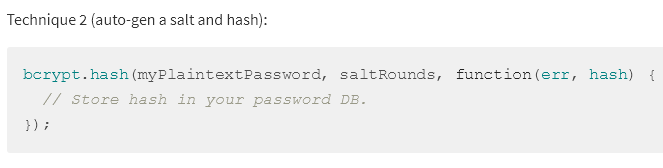 Technique 2 (auto-gen a salt and hash):
bcrypt.hash(myPlaintextPassword, saltRounds, function(err, hash) {
  // Store hash in your password DB.
});